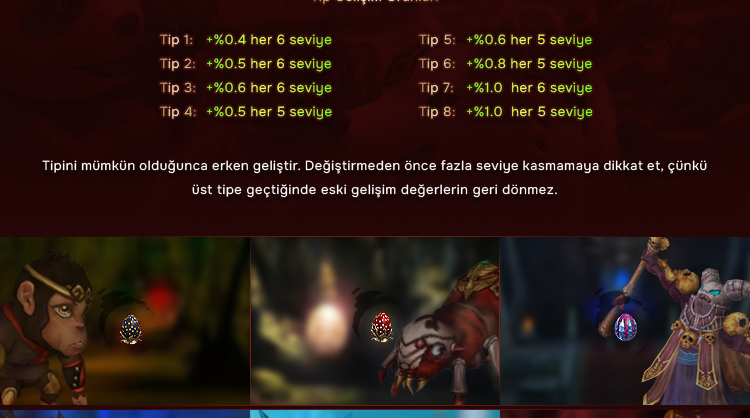 Tip 1: +%0.4 her 6 seviye
Tip 5: +%0.6 her 5 seviye
Tip 2: +%0.5 her 6 seviye
Tip 6: +%0.8 her 5 seviye
Tip 3: +%0.6 her 6 seviye
Tip 7: +%1.0 her 6 seviye
Tip 4: +%0.5 her 5 seviye
Tip 8: +%1.0 her 5 seviye
Tipini mümkün olduğunca erken geliştir. Değiştirmeden önce fazla seviye kasmamaya dikkat et, çünkü
üst tipe geçtiğinde eski gelişim değerlerin geri dönmez.